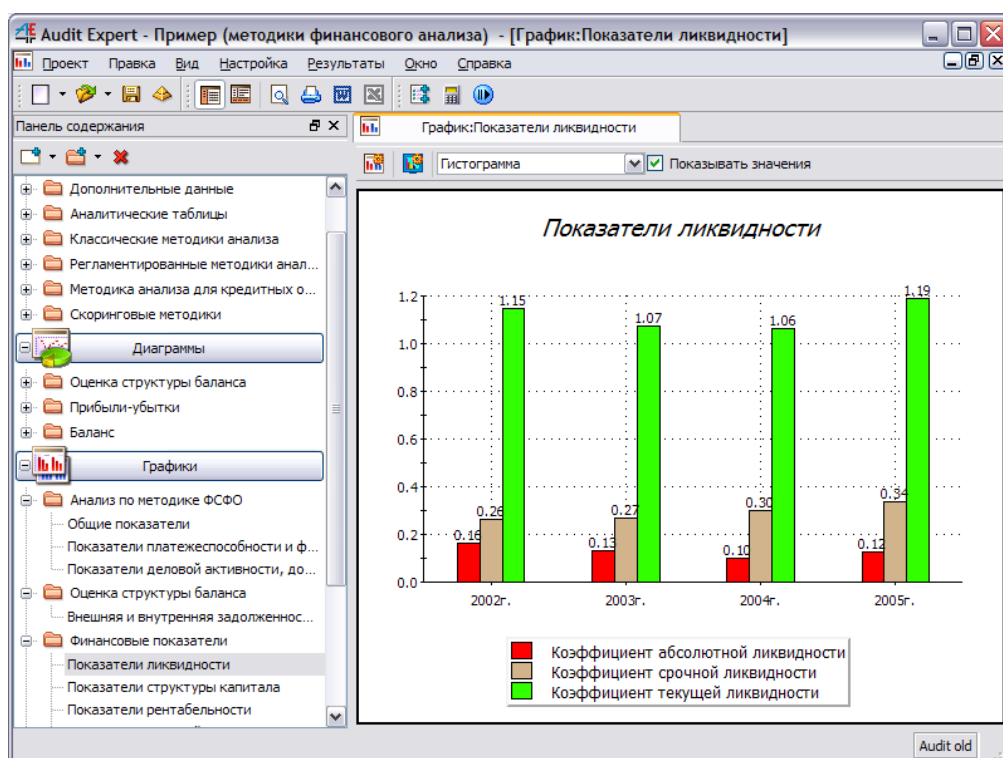 Audit Expert - Пример (методики финансового анализа) - [График:Показатели ликвидности]
Проект Правка Вид Настройка Результаты Окно Справка
Панель содержания
График:Показатели ликвидности
Гистограмма
Показывать значения
Дополнительные данные
Аналитические таблицы
Классические методики анализа
Регламентированные методики анал...
Методика анализа для кредитных о...
Скоринговые методики
Диаграммы
Оценка структуры баланса
Прибыли-убытки
Баланс
Графики
Анализ по методике ФСФО
Общие показатели
Показатели платежеспособности и ф...
Показатели деловой активности, до...
Оценка структуры баланса
Внешняя и внутренняя задолженнос...
Финансовые показатели
Показатели ликвидности
Показатели структуры капитала
Показатели рентабельности
Показатели ликвидности
1.2
1.0
0.8
0.6
0.4
0.2
0.0
0.16 0.26 1.15
0.13 0.27 1.07
0.10 0.30 1.06
0.12 0.34 1.19
2002г. 2003г. 2004г. 2005г.
Коэффициент абсолютной ликвидности
Коэффициент срочной ликвидности
Коэффициент текущей ликвидности
Audit old